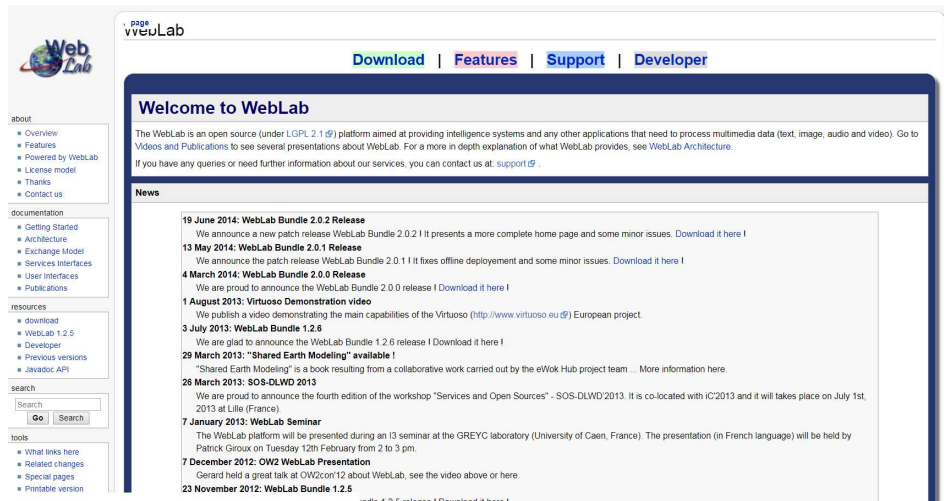 page
WebLab
Web
Lab
Download | Features | Support | Developer
Welcome to WebLab
The WebLab is an open source (under LGPL 2.1) platform aimed at providing intelligence systems and any other applications that need to process multimedia data (text, image, audio and video). Go to
Videos and Publications to see several presentations about WebLab. For a more in depth explanation of what WebLab provides, see WebLab Architecture.
If you have any queries or need further information about our services, you can contact us at: support .
about
Overview
Features
Powered by WebLab
License model
Thanks
Contact us
documentation
Getting Started
Architecture
Exchange Model
Services Interfaces
User Interfaces
Publications
resources
download
WebLab 1.2.5
Developer
Previous versions
Javadoc API
search
Search
Go Search
tools
What links here
Related changes
Special pages
Printable version
News
19 June 2014: WebLab Bundle 2.0.2 Release
We announce a new patch release WebLab Bundle 2.0.2 ! It presents a more complete home page and some minor issues. Download it here !
13 May 2014: WebLab Bundle 2.0.1 Release
We announce the patch release WebLab Bundle 2.0.1 ! It fixes offline deployement and some minor issues. Download it here !
4 March 2014: WebLab Bundle 2.0.0 Release
We are proud to announce the WebLab Bundle 2.0.0 release ! Download it here !
1 August 2013: Virtuoso Demonstration video
We publish a video demonstrating the main capabilities of the Virtuoso (http://www.virtuoso.eu) European project.
3 July 2013: WebLab Bundle 1.2.6
We are glad to announce the WebLab Bundle 1.2.6 release ! Download it here !
29 March 2013: "Shared Earth Modeling" available !
"Shared Earth Modeling" is a book resulting from a collaborative work carried out by the eWok Hub project team ... More information here.
26 March 2013: SOS-DLWD 2013
We are proud to announce the fourth edition of the workshop "Services and Open Sources" - SOS-DLWD'2013. It is co-located with iC'2013 and it will takes place on July 1st,
2013 at Lille (France).
7 January 2013: WebLab Seminar
The WebLab platform will be presented during an I3 seminar at the GREYC laboratory (University of Caen, France). The presentation (in French language) will be held by
Patrick Giroux on Tuesday 12th February from 2 to 3 pm.
7 December 2012: OW2 WebLab Presentation
Gerard held a great talk at OW2con'12 about WebLab, see the video above or here.
23 November 2012: WebLab Bundle 1.2.5
1.2.5 release ! Download it here !